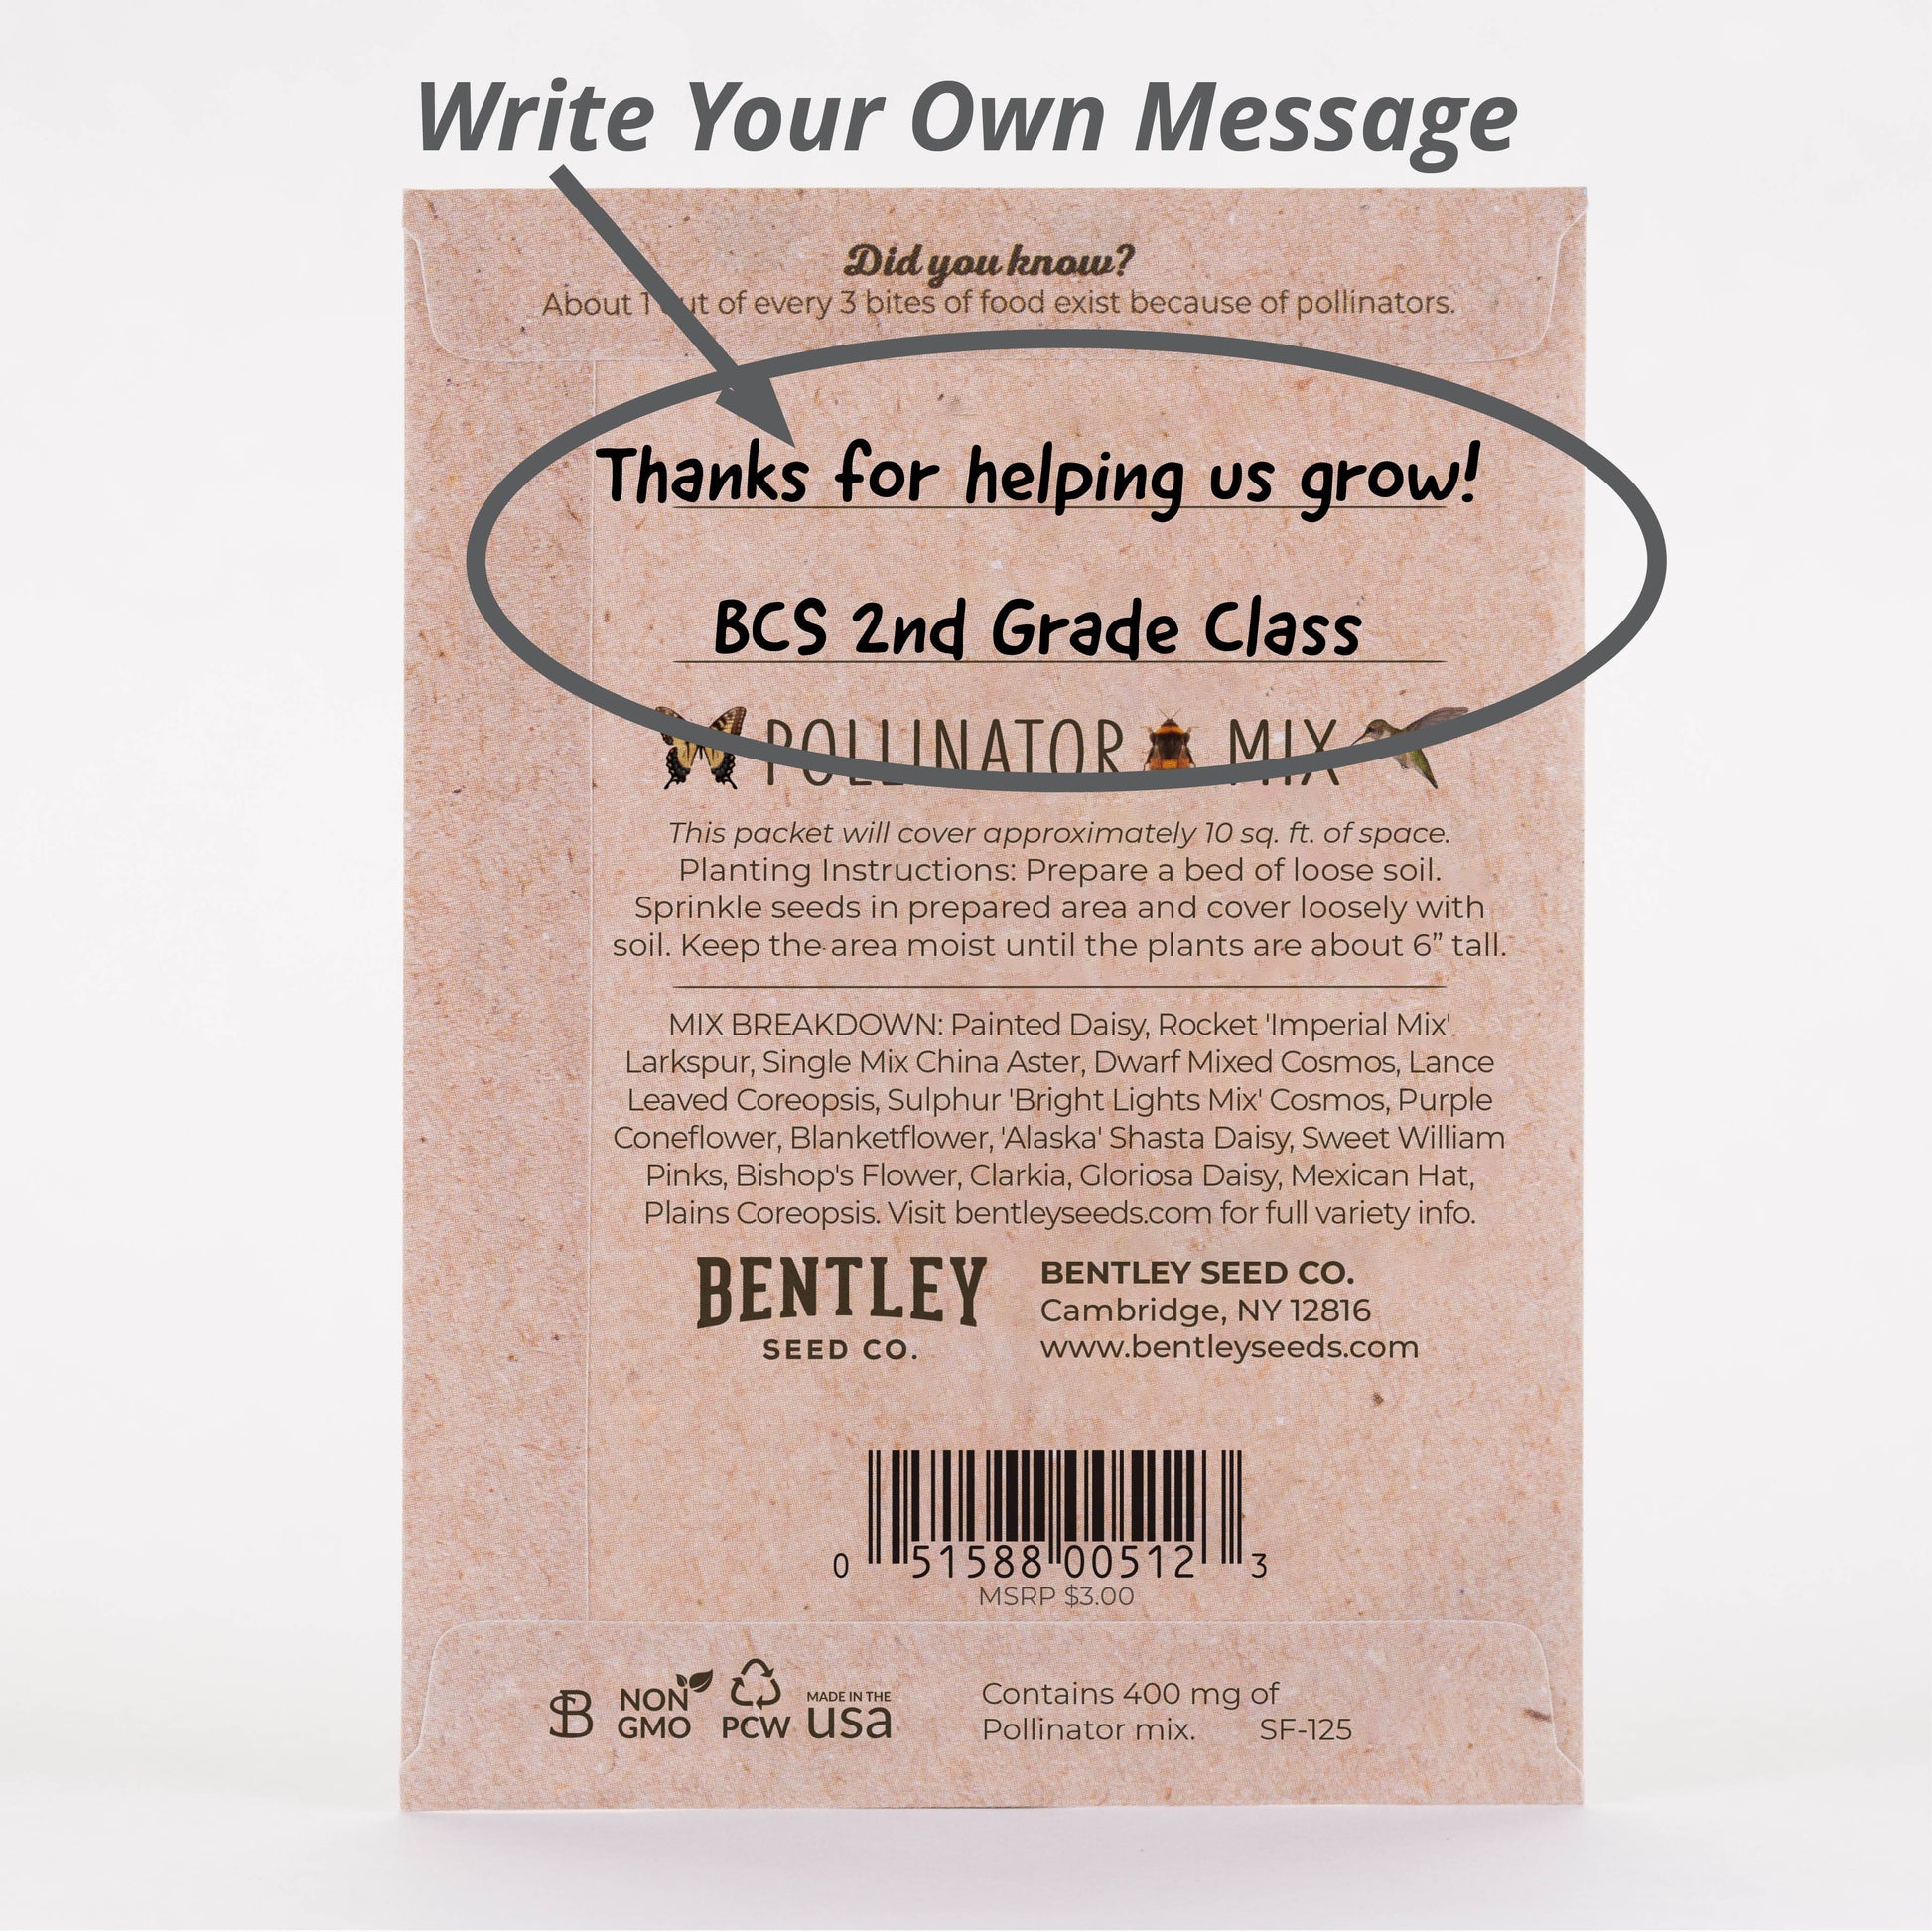 Write Your Own Message
Did you know?
About 1 out of every 3 bites of food exist because of pollinators.
Thanks for helping us grow!
BCS 2nd Grade Class
POLLINATOR MIX
This packet will cover approximately 10 sq. ft. of space.
Planting Instructions: Prepare a bed of loose soil.
Sprinkle seeds in prepared area and cover loosely with
soil. Keep the area moist until the plants are about 6” tall.
MIX BREAKDOWN: Painted Daisy, Rocket 'Imperial Mix'
Larkspur, Single Mix China Aster, Dwarf Mixed Cosmos, Lance
Leaved Coreopsis, Sulphur 'Bright Lights Mix' Cosmos, Purple
Coneflower, Blanketflower, 'Alaska' Shasta Daisy, Sweet William
Pinks, Bishop's Flower, Clarkia, Gloriosa Daisy, Mexican Hat,
Plains Coreopsis. Visit bentleyseeds.com for full variety info.
BENTLEY
SEED CO.
BENTLEY SEED CO.
Cambridge, NY 12816
www.bentleyseeds.com
0 51588 00512 3
MSRP $3.00
SB
NON
GMO
PCW
MADE IN THE
usa
Contains 400 mg of
Pollinator mix. SF-125